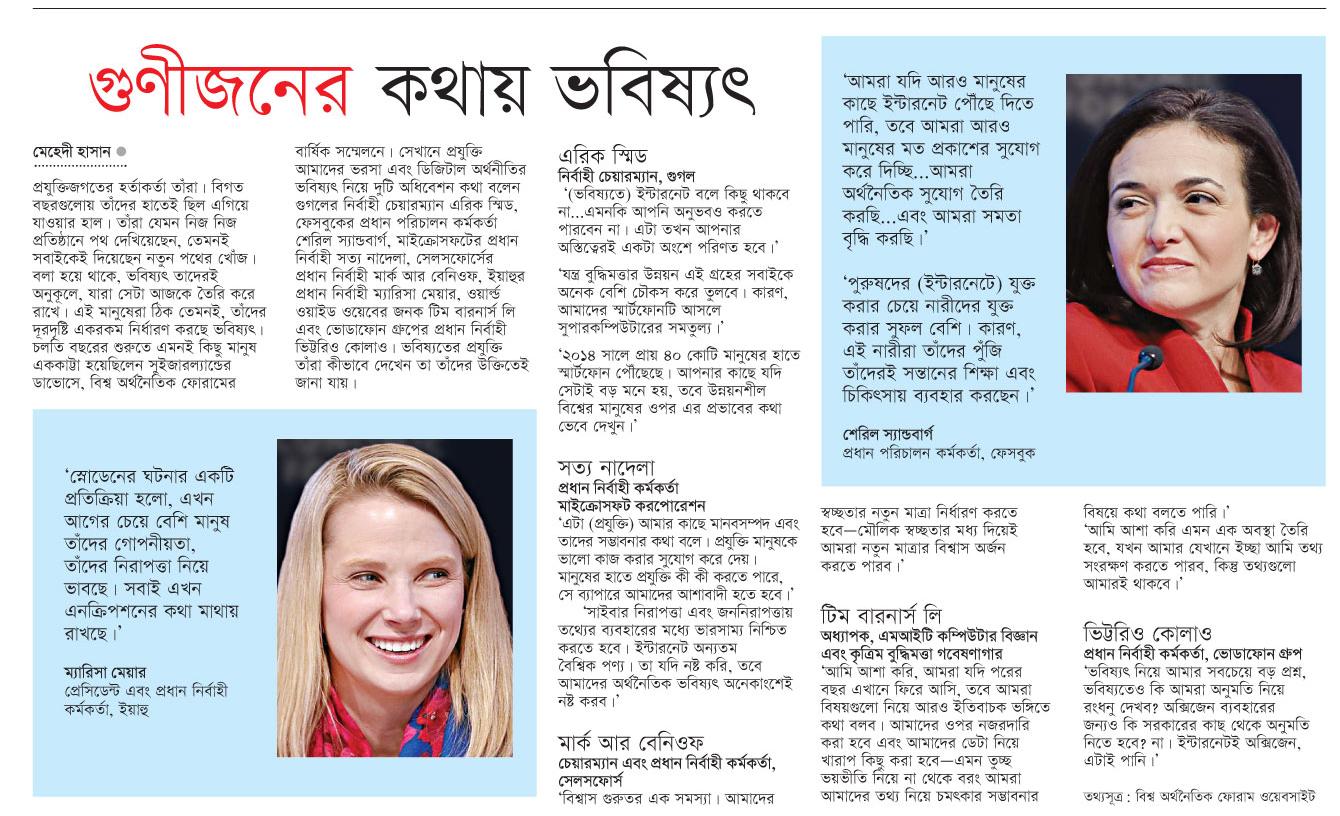 গুণীজনের কথায় ভবিষ্যৎ
মেহেদী হাসান
প্রযুক্তিজগতের হর্তাকর্তা তাঁরা। বিগত
বছরগুলোয় তাঁদের হাতেই ছিল এগিয়ে
যাওয়ার হাল। তাঁরা যেমন নিজ নিজ
প্রতিষ্ঠানে পথ দেখিয়েছেন, তেমনই
সবাইকেই দিয়েছেন নতুন পথের খোঁজ।
বলা হয়ে থাকে, ভবিষ্যৎ তাদেরই
অনুকূলে, যারা সেটা আজকে তৈরি করে
রাখে। এই মানুষেরা ঠিক তেমনই, তাঁদের
দূরদৃষ্টি একরকম নির্ধারণ করছে ভবিষ্যৎ।
চলতি বছরের শুরুতে এমনই কিছু মানুষ
এককাট্টা হয়েছিলেন সুইজারল্যান্ডের
ডাভোসে, বিশ্ব অর্থনৈতিক ফোরামের
বার্ষিক সম্মেলনে। সেখানে প্রযুক্তি
আমাদের ভরসা এবং ডিজিটাল অর্থনীতির
ভবিষ্যৎ নিয়ে দুটি অধিবেশন কথা বলেন
গুগলের নির্বাহী চেয়ারম্যান এরিক স্মিড,
ফেসবুকের প্রধান পরিচালন কর্মকর্তা
শেরিল স্যান্ডবার্গ, মাইক্রোসফটের প্রধান
নির্বাহী সত্য নাদেলা, সেলসফোর্সের
প্রধান নির্বাহী মার্ক আর বেনিওফ, ইয়াহুর
প্রধান নির্বাহী ম্যারিসা মেয়ার, ওয়ার্ল্ড
ওয়াইড ওয়েবের জনক টিম বারনার্স লি
এবং ভোডাফোন গ্রুপের প্রধান নির্বাহী
ভিট্টরিও কোলাও। ভবিষ্যতের প্রযুক্তি
তাঁরা কীভাবে দেখেন তা তাঁদের উক্তিতেই
জানা যায়।
‘স্নোডেনের ঘটনার একটি
প্রতিক্রিয়া হলো, এখন
আগের চেয়ে বেশি মানুষ
তাঁদের গোপনীয়তা,
তাঁদের নিরাপত্তা নিয়ে
ভাবছে। সবাই এখন
এনক্রিপশনের কথা মাথায়
রাখছে।’
ম্যারিসা মেয়ার
প্রেসিডেন্ট এবং প্রধান নির্বাহী
কর্মকর্তা, ইয়াহু
এরিক স্মিড
নির্বাহী চেয়ারম্যান, গুগল
‘(ভবিষ্যতে) ইন্টারনেট বলে কিছু থাকবে
না...এমনকি আপনি অনুভবও করতে
পারবেন না। এটা তখন আপনার
অস্তিত্বেরই একটা অংশে পরিণত হবে।’
‘যন্ত্র বুদ্ধিমত্তার উন্নয়ন এই গ্রহের সবাইকে
অনেক বেশি চৌকস করে তুলবে। কারণ,
আমাদের স্মার্টফোনটি আসলে
সুপারকম্পিউটারের সমতুল্য।’
‘২০১৪ সালে প্রায় ৪০ কোটি মানুষের হাতে
স্মার্টফোন পৌঁছেছে। আপনার কাছে যদি
সেটাই বড় মনে হয়, তবে উন্নয়নশীল
বিশ্বের মানুষের ওপর এর প্রভাবের কথা
ভেবে দেখুন।’
সত্য নাদেলা
প্রধান নির্বাহী কর্মকর্তা
মাইক্রোসফট করপোরেশন
‘এটা (প্রযুক্তি) আমার কাছে মানবসম্পদ এবং
তাদের সম্ভাবনার কথা বলে। প্রযুক্তি মানুষকে
ভালো কাজ করার সুযোগ করে দেয়।
মানুষের হাতে প্রযুক্তি কী কী করতে পারে,
সে ব্যাপারে আমাদের আশাবাদী হতে হবে।’
‘সাইবার নিরাপত্তা এবং জননিরাপত্তায়
তথ্যের ব্যবহারের মধ্যে ভারসাম্য নিশ্চিত
করতে হবে। ইন্টারনেট অন্যতম
বৈশ্বিক পণ্য। তা যদি নষ্ট করি, তবে
আমাদের অর্থনৈতিক ভবিষ্যৎ অনেকাংশেই
নষ্ট করব।’
মার্ক আর বেনিওফ
চেয়ারম্যান এবং প্রধান নির্বাহী কর্মকর্তা,
সেলসফোর্স
‘বিশ্বাস গুরুতর এক সমস্যা। আমাদের
‘আমরা যদি আরও মানুষের
কাছে ইন্টারনেট পৌঁছে দিতে
পারি, তবে আমরা আরও
মানুষের মত প্রকাশের সুযোগ
করে দিচ্ছি...আমরা
অর্থনৈতিক সুযোগ তৈরি
করছি...এবং আমরা সমতা
বৃদ্ধি করছি।’
‘পুরুষদের (ইন্টারনেটে) যুক্ত
করার চেয়ে নারীদের যুক্ত
করার সুফল বেশি। কারণ,
এই নারীরা তাঁদের পুঁজি
তাঁদেরই সন্তানের শিক্ষা এবং
চিকিৎসায় ব্যবহার করছেন।’
শেরিল স্যান্ডবার্গ
প্রধান পরিচালন কর্মকর্তা, ফেসবুক
স্বচ্ছতার নতুন মাত্রা নির্ধারণ করতে
হবে—মৌলিক স্বচ্ছতার মধ্য দিয়েই
আমরা নতুন মাত্রার বিশ্বাস অর্জন
করতে পারব।’
টিম বারনার্স লি
অধ্যাপক, এমআইটি কম্পিউটার বিজ্ঞান
এবং কৃত্রিম বুদ্ধিমত্তা গবেষণাগার
‘আমি আশা করি, আমরা যদি পরের
বছর এখানে ফিরে আসি, তবে আমরা
বিষয়গুলো নিয়ে আরও ইতিবাচক ভঙ্গিতে
কথা বলব। আমাদের ওপর নজরদারি
করা হবে এবং আমাদের ডেটা নিয়ে
খারাপ কিছু করা হবে—এমন তুচ্ছ
ভয়ভীতি নিয়ে না থেকে বরং আমরা
আমাদের তথ্য নিয়ে চমৎকার সম্ভাবনার
বিষয়ে কথা বলতে পারি।’
‘আমি আশা করি এমন এক অবস্থা তৈরি
হবে, যখন আমার যেখানে ইচ্ছা আমি তথ্য
সংরক্ষণ করতে পারব, কিন্তু তথ্যগুলো
আমারই থাকবে।’
ভিট্টরিও কোলাও
প্রধান নির্বাহী কর্মকর্তা, ভোডাফোন গ্রুপ
‘ভবিষ্যৎ নিয়ে আমার সবচেয়ে বড় প্রশ্ন,
ভবিষ্যতেও কি আমরা অনুমতি নিয়ে
রংধনু দেখব? অক্সিজেন ব্যবহারের
জন্যও কি সরকারের কাছ থেকে অনুমতি
নিতে হবে? না। ইন্টারনেটই অক্সিজেন,
এটাই পানি।’
তথ্যসূত্র : বিশ্ব অর্থনৈতিক ফোরাম ওয়েবসাইট